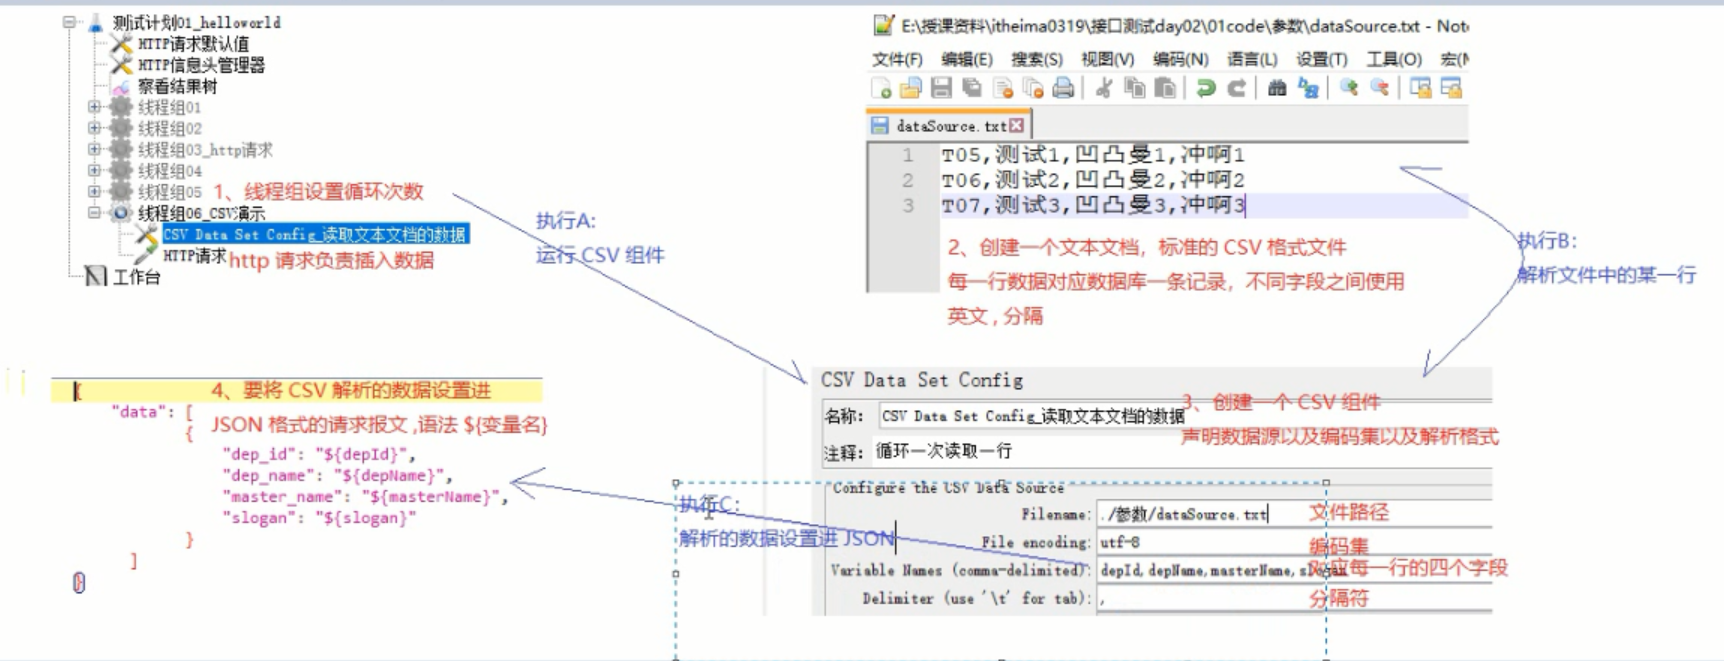 测试计划01_helloworld
HTTP请求默认值
HTTP信息头管理器
察看结果树
线程组01
线程组02
线程组03_http请求
线程组04
线程组05
1、线程组设置循环次数
线程组06_CSV演示
CSV Data Set Config_读取文本文档的数据
HTTP请求
http 请求负责插入数据
工作台
执行A:
运行 CSV 组件
E:\授课资料\itheima0319\接口测试day02\01code\参数\dataSource.txt - Note
文件(F) 编辑(E) 搜索(S) 视图(V) 编码(N) 语言(L) 设置(T) 工具(O) 宏(M
dataSource.txt
1 T05,测试1,凹凸曼1,冲啊1
2 T06,测试2,凹凸曼2,冲啊2
3 T07,测试3,凹凸曼3,冲啊3
2、创建一个文本文档，标准的 CSV 格式文件
每一行数据对应数据库一条记录，不同字段之间使用
英文 , 分隔
执行B:
解析文件中的某一行
{
4、要将 CSV 解析的数据设置进
"data": [
JSON 格式的请求报文 ,语法 ${变量名}
{
"dep_id": "${depId}",
"dep_name": "${depName}",
"master_name": "${masterName}",
"slogan": "${slogan}"
}
]
}
执行C:
解析的数据设置进 JSON
CSV Data Set Config
名称: CSV Data Set Config_读取文本文档的数据
3、创建一个 CSV 组件
声明数据源以及编码集以及解析格式
注释: 循环一次读取一行
Configure the CSV Data Source
Filename: ./参数/dataSource.txt 文件路径
File encoding: utf-8 编码集
Variable Names (comma-delimited): depId,depName,masterName,slogan 对应每一行的四个字段
Delimiter (use '\t' for tab): , 分隔符